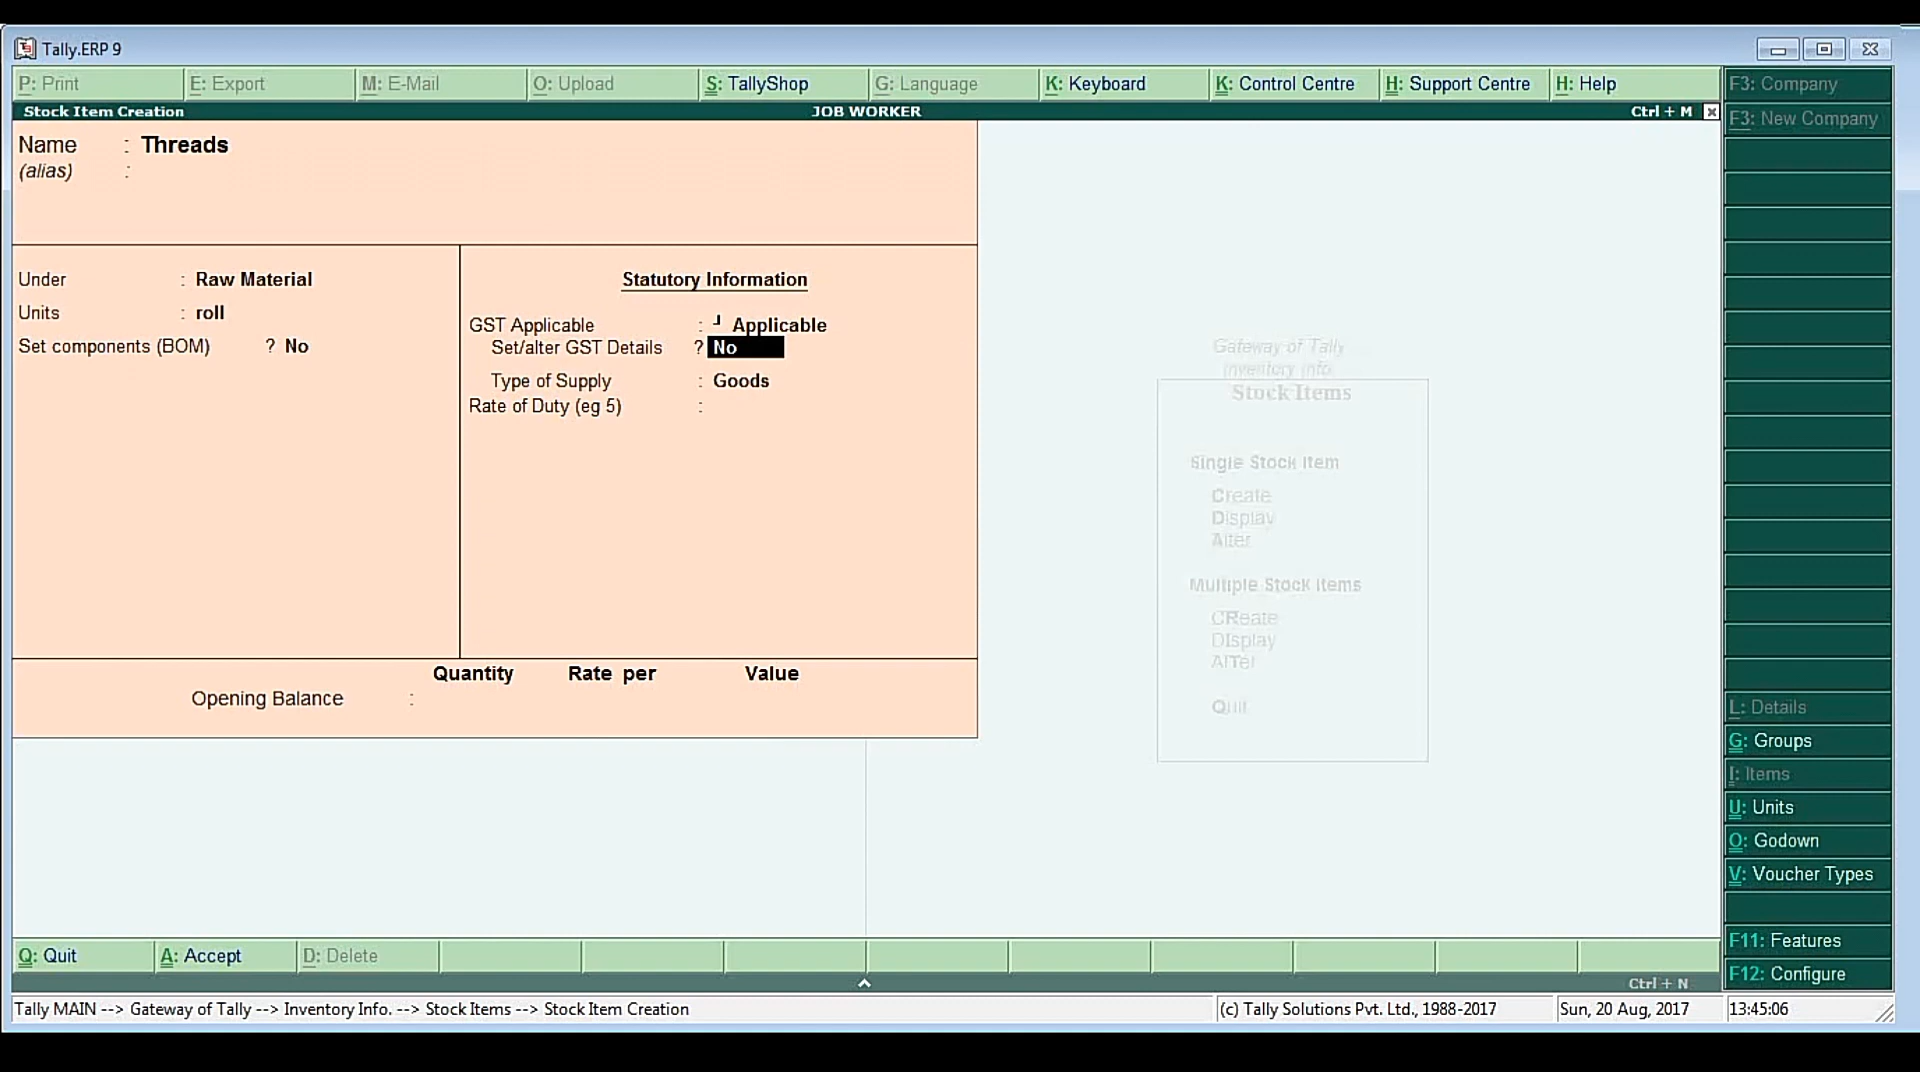 Tally.ERP 9
P: Print E: Export M: E-Mail O: Upload S: TallyShop G: Language K: Keyboard K: Control Centre H: Support Centre H: Help
Stock Item Creation JOB WORKER Ctrl + M
Name : Threads
(alias) :
Under : Raw Material
Units : roll
Set components (BOM) ? No
Statutory Information
GST Applicable : ┘ Applicable
Set/alter GST Details ? No
Type of Supply : Goods
Rate of Duty (eg 5) :
Quantity Rate per Value
Opening Balance :
Gateway of Tally
Inventory Info.
Stock Items
Single Stock Item
Create
Display
Alter
Multiple Stock Items
CReate
DIsplay
AlTer
Quit
F3: Company
F3: New Company
L: Details
G: Groups
I: Items
U: Units
O: Godown
V: Voucher Types
F11: Features
F12: Configure
Q: Quit A: Accept D: Delete
Ctrl + N
Tally MAIN --> Gateway of Tally --> Inventory Info. --> Stock Items --> Stock Item Creation (c) Tally Solutions Pvt. Ltd., 1988-2017 Sun, 20 Aug, 2017 13:45:06